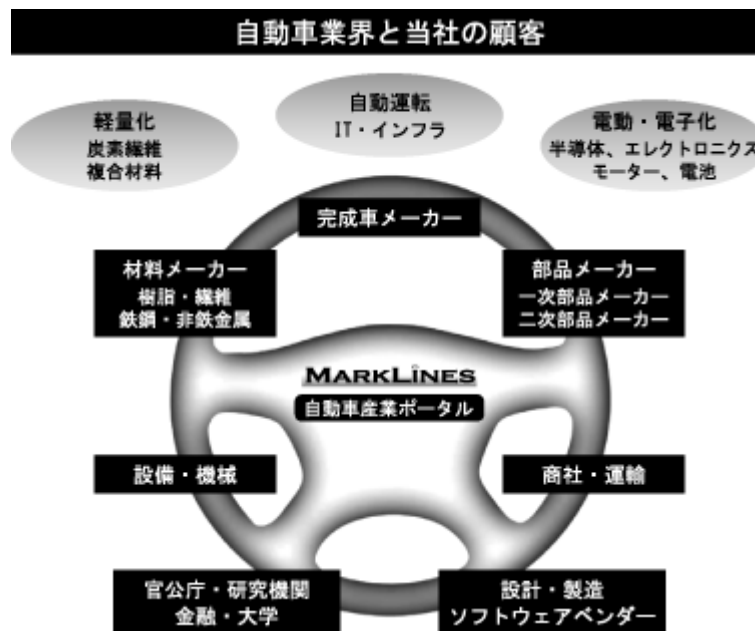 自動車業界と当社の顧客
自動運転
IT・インフラ
軽量化
炭素繊維
複合材料
電動・電子化
半導体、エレクトロニクス
モーター、電池
完成車メーカー
材料メーカー
樹脂・繊維
鉄鋼・非鉄金属
部品メーカー
一次部品メーカー
二次部品メーカー
MARKLINES
自動車産業ポータル
設備・機械
商社・運輸
官公庁・研究機関
金融・大学
設計・製造
ソフトウェアベンダー